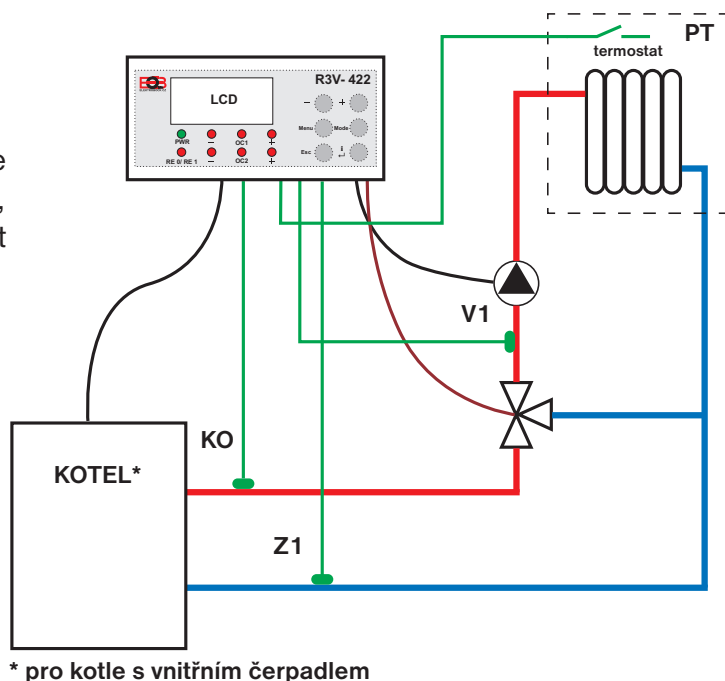 PT
termostat
R3V- 422
LCD
− +
PWR − OC1 +
Menu Mode
RE 0/ RE 1 − OC2 +
Esc i
e
,
t
V1
KO
KOTEL*
Z1
* pro kotle s vnitřním čerpadlem